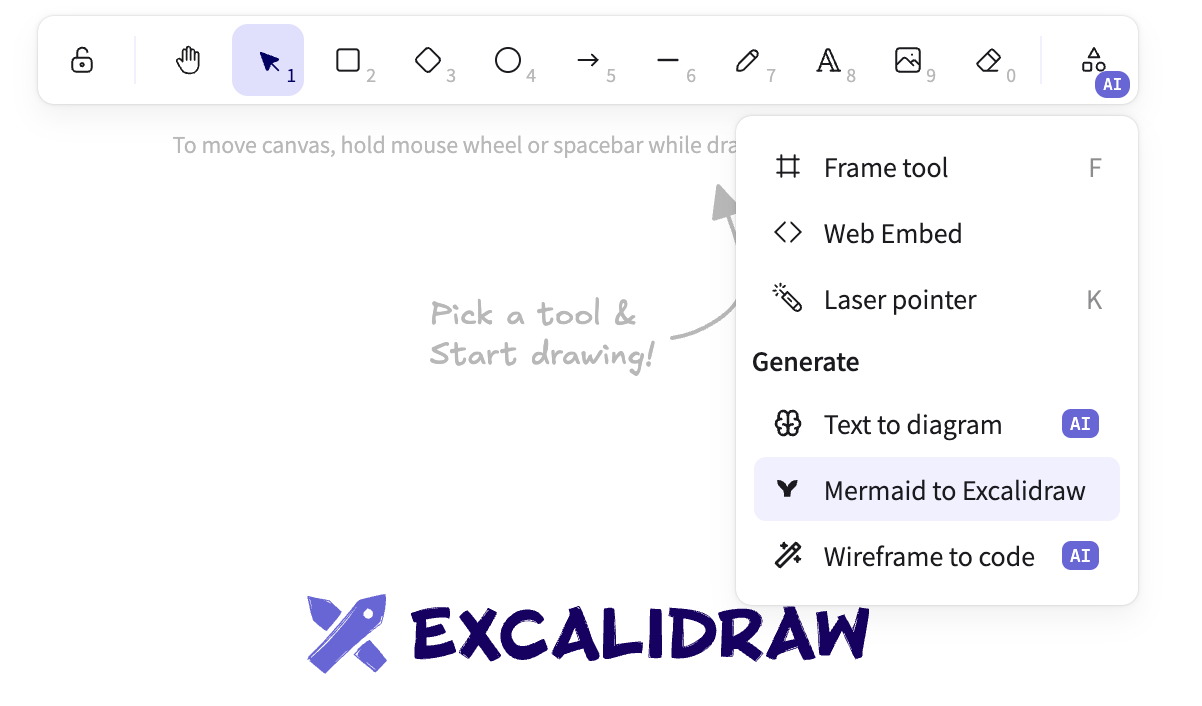 1
2
3
4
5
6
7
8
9
0
AI
To move canvas, hold mouse wheel or spacebar while dra
Frame tool F
Web Embed
Laser pointer K
Pick a tool &
Start drawing!
Generate
Text to diagram AI
Mermaid to Excalidraw
Wireframe to code AI
EXCALIDRAW